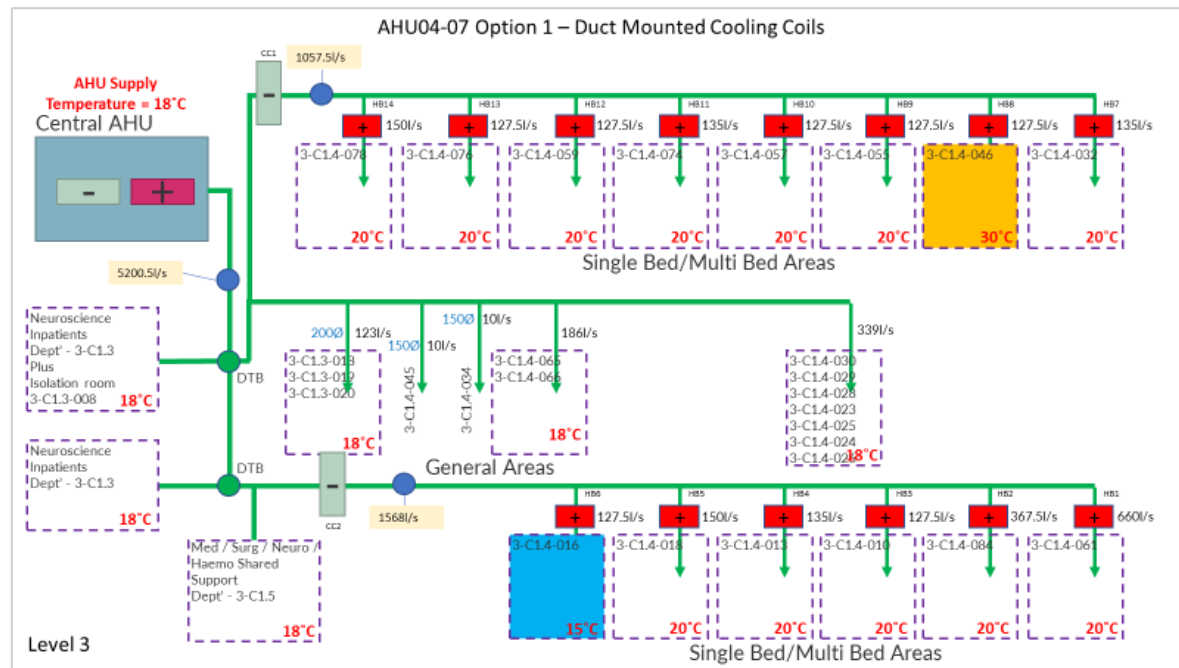 AHU04-07 Option 1 – Duct Mounted Cooling Coils
AHU Supply
Temperature = 18˚C
Central AHU
-
+
CC1
-
1057.5l/s
HB14
HB13
HB12
HB11
HB10
HB9
HB8
HB7
+ 150l/s
+ 127.5l/s
+ 127.5l/s
+ 135l/s
+ 127.5l/s
+ 127.5l/s
+ 127.5l/s
+ 135l/s
3-C1.4-078
3-C1.4-076
3-C1.4-059
3-C1.4-074
3-C1.4-057
3-C1.4-055
3-C1.4-046
3-C1.4-032
20˚C
20˚C
20˚C
20˚C
20˚C
20˚C
30˚C
20˚C
Single Bed/Multi Bed Areas
5200.5l/s
Neuroscience
Inpatients
Dept' - 3-C1.3
Plus
Isolation room
3-C1.3-008
18˚C
DTB
200Ø
123l/s
150Ø
10l/s
150Ø
10l/s
186l/s
339l/s
3-C1.3-018
3-C1.3-019
3-C1.3-020
18˚C
3-C1.4-045
3-C1.4-034
3-C1.4-065
3-C1.4-066
18˚C
3-C1.4-030
3-C1.4-029
3-C1.4-028
3-C1.4-023
3-C1.4-025
3-C1.4-024
18˚C
General Areas
Neuroscience
Inpatients
Dept' - 3-C1.3
18˚C
DTB
-
CC2
1568l/s
HB6
HB5
HB4
HB3
HB2
HB1
+ 127.5l/s
+ 150l/s
+ 135l/s
+ 127.5l/s
+ 367.5l/s
+ 660l/s
3-C1.4-016
3-C1.4-018
3-C1.4-013
3-C1.4-010
3-C1.4-084
3-C1.4-061
15˚C
20˚C
20˚C
20˚C
20˚C
20˚C
Med / Surg / Neuro /
Haemo Shared
Support
Dept' - 3-C1.5
18˚C
Level 3
Single Bed/Multi Bed Areas